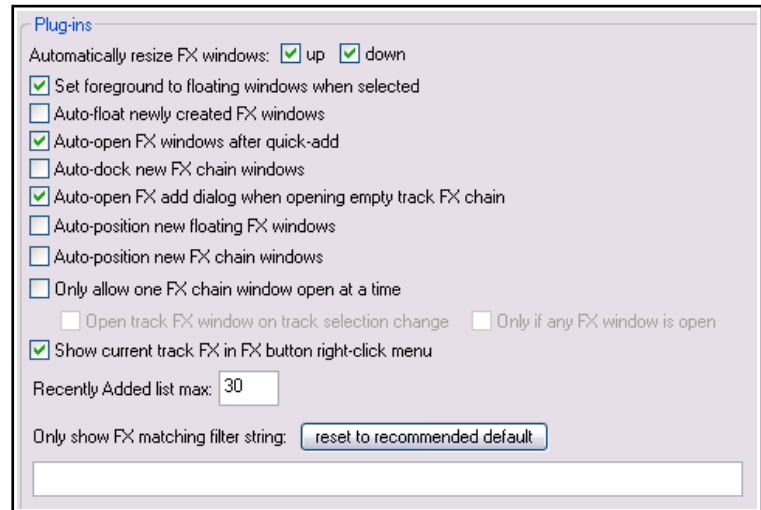 Plug-ins
Automatically resize FX windows: up down
Set foreground to floating windows when selected
Auto-float newly created FX windows
Auto-open FX windows after quick-add
Auto-dock new FX chain windows
Auto-open FX add dialog when opening empty track FX chain
Auto-position new floating FX windows
Auto-position new FX chain windows
Only allow one FX chain window open at a time
Open track FX window on track selection change Only if any FX window is open
Show current track FX in FX button right-click menu
Recently Added list max: 30
Only show FX matching filter string: reset to recommended default